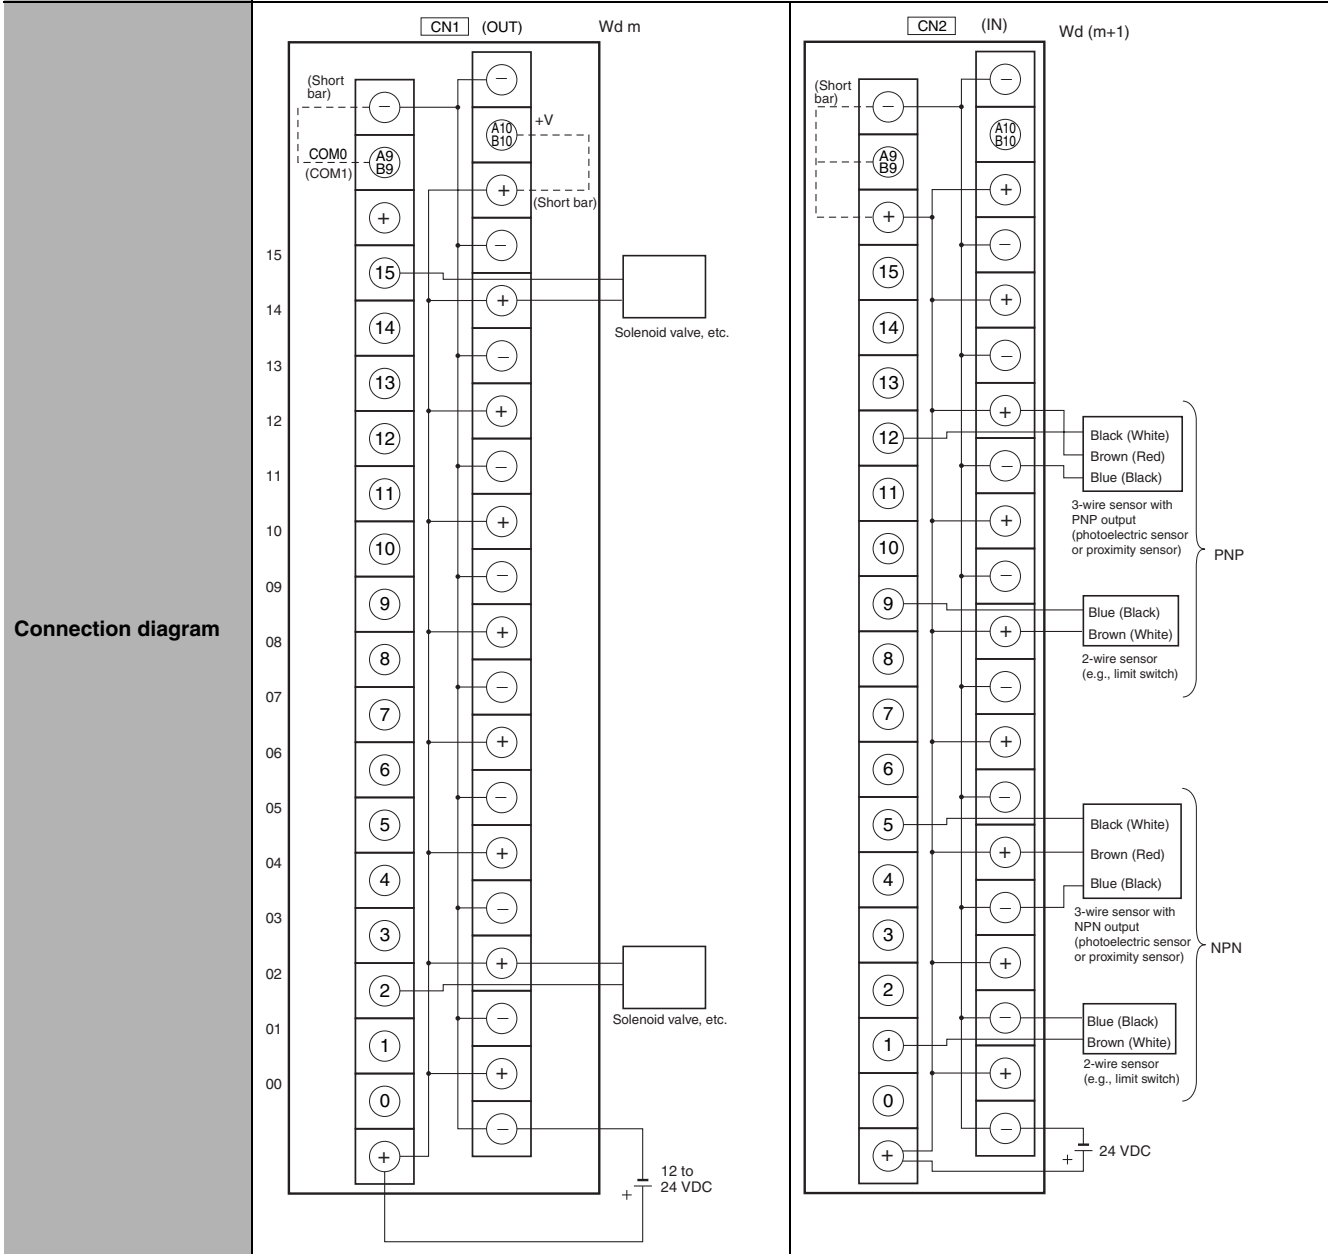 Connection diagram
CN1 (OUT) Wd m
(Short
bar)
−
−
A10
B10
+V
COM0
(COM1)
A9
B9
+
(Short bar)
+
−
15
15
+
Solenoid valve, etc.
14
14
−
13
13
+
12
12
−
11
11
+
10
10
−
09
9
+
08
8
−
07
7
+
06
6
−
05
5
+
04
4
−
03
3
+
02
2
−
Solenoid valve, etc.
01
1
+
00
0
−
+
12 to
24 VDC
+
CN2 (IN) Wd (m+1)
(Short
bar)
−
−
A10
B10
A9
B9
+
+
−
15
+
14
−
13
+
12
−
11
+
10
−
9
+
8
−
7
+
6
−
5
+
4
−
3
+
2
−
1
+
0
−
+
Black (White)
Brown (Red)
Blue (Black)
3-wire sensor with
PNP output
(photoelectric sensor
or proximity sensor)
PNP
Blue (Black)
Brown (White)
2-wire sensor
(e.g., limit switch)
Black (White)
Brown (Red)
Blue (Black)
3-wire sensor with
NPN output
(photoelectric sensor
or proximity sensor)
NPN
Blue (Black)
Brown (White)
2-wire sensor
(e.g., limit switch)
24 VDC
+